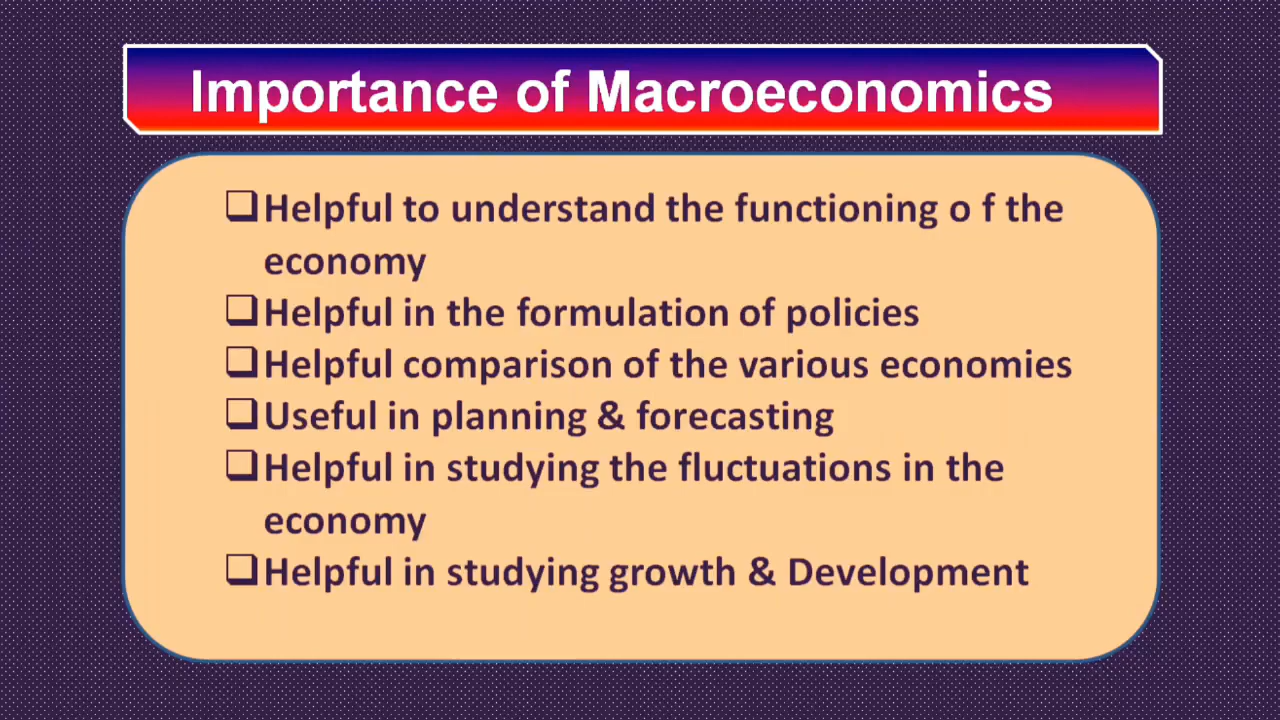 Importance of Macroeconomics
❑Helpful to understand the functioning o f the
economy
❑Helpful in the formulation of policies
❑Helpful comparison of the various economies
❑Useful in planning & forecasting
❑Helpful in studying the fluctuations in the
economy
❑Helpful in studying growth & Development